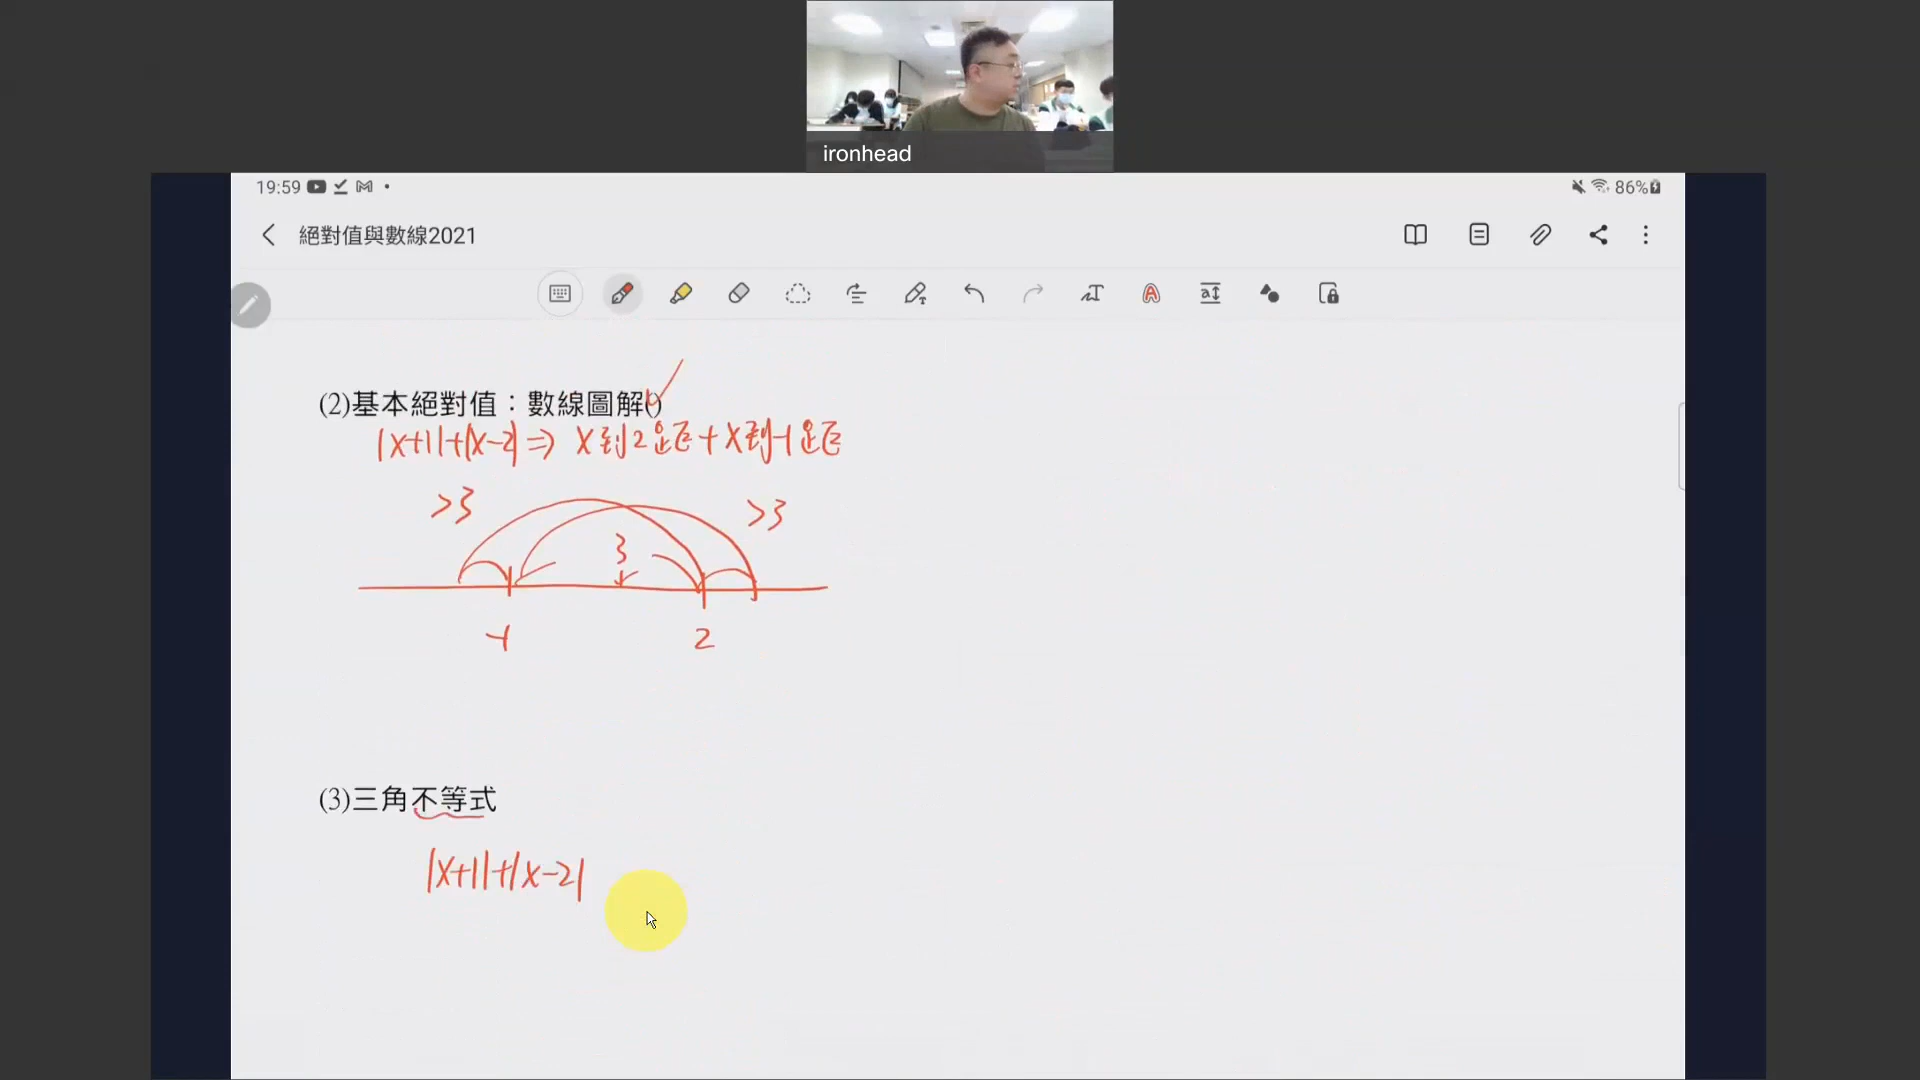 ironhead
19:59
86%
絕對值與數線2021
(2)基本絕對值：數線圖解()
|x+1|+|x-2| ⇒ x到2距+x到-1距
>3
>3
3
-1
2
(3)三角不等式
|x+1|+|x-2|